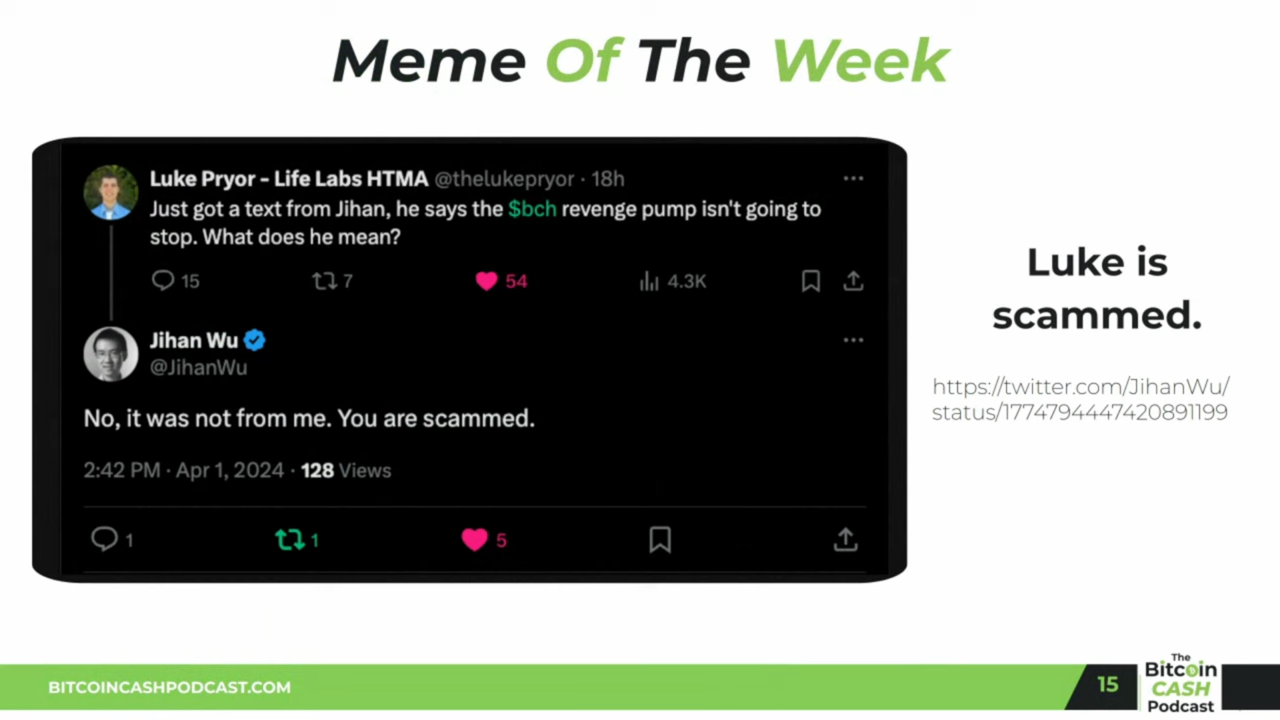 Meme Of The Week
Luke Pryor - Life Labs HTMA @thelukepryor · 18h
Just got a text from Jihan, he says the $bch revenge pump isn't going to
stop. What does he mean?
15 7 54 4.3K
Jihan Wu
@JihanWu
No, it was not from me. You are scammed.
2:42 PM · Apr 1, 2024 · 128 Views
1 1 5
Luke is
scammed.
https://twitter.com/JihanWu/
status/1774794447420891199
BITCOINCASHPODCAST.COM
15
The
Bitcoin
CASH
Podcast